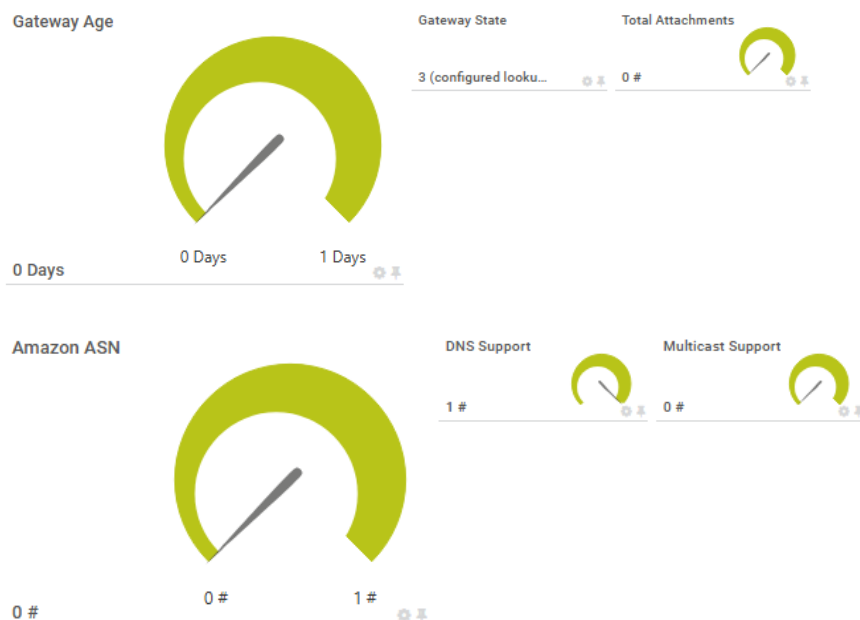 Gateway Age
Gateway State
Total Attachments
3 (configured looku...
0 #
0 Days
1 Days
0 Days
Amazon ASN
DNS Support
Multicast Support
1 #
0 #
0 #
1 #
0 #